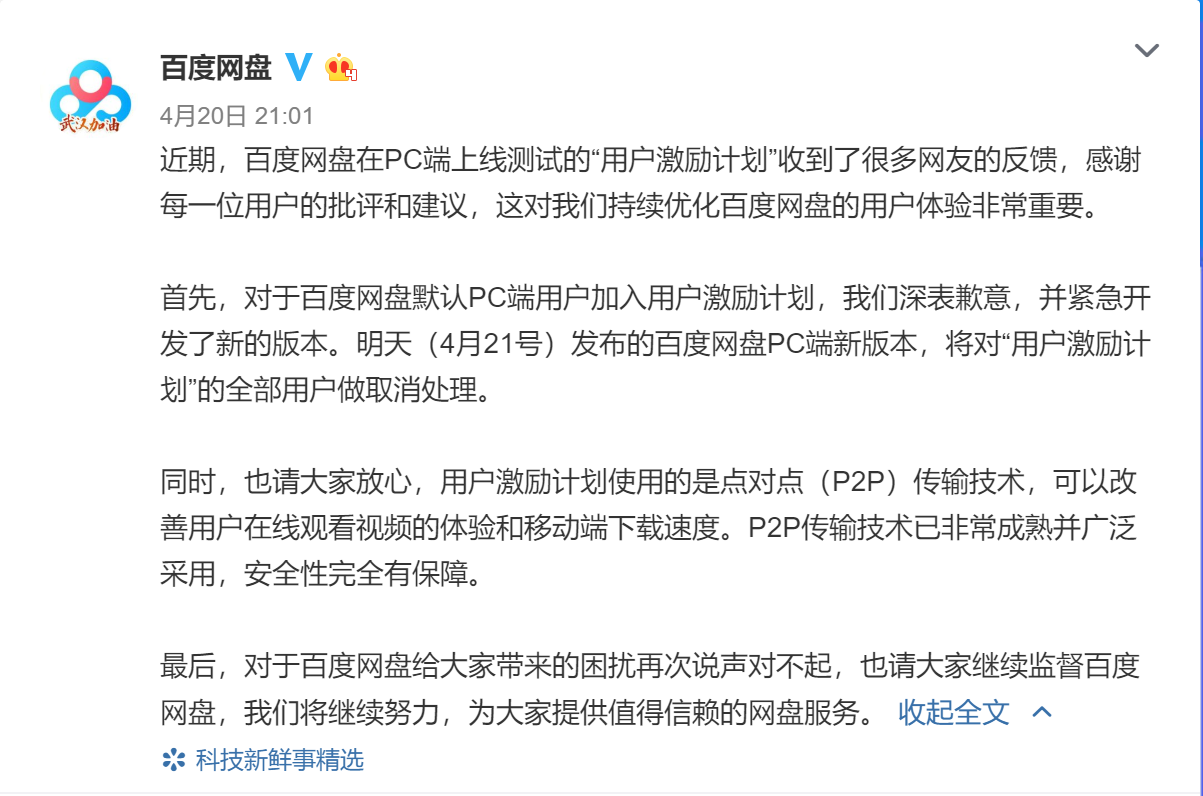 百度网盘
武汉加油
4月20日 21:01
近期，百度网盘在PC端上线测试的“用户激励计划”收到了很多网友的反馈，感谢
每一位用户的批评和建议，这对我们持续优化百度网盘的用户体验非常重要。
首先，对于百度网盘默认PC端用户加入用户激励计划，我们深表歉意，并紧急开
发了新的版本。明天（4月21号）发布的百度网盘PC端新版本，将对“用户激励计
划”的全部用户做取消处理。
同时，也请大家放心，用户激励计划使用的是点对点（P2P）传输技术，可以改
善用户在线观看视频的体验和移动端下载速度。P2P传输技术已非常成熟并广泛
采用，安全性完全有保障。
最后，对于百度网盘给大家带来的困扰再次说声对不起，也请大家继续监督百度
网盘，我们将继续努力，为大家提供值得信赖的网盘服务。 收起全文
科技新鲜事精选